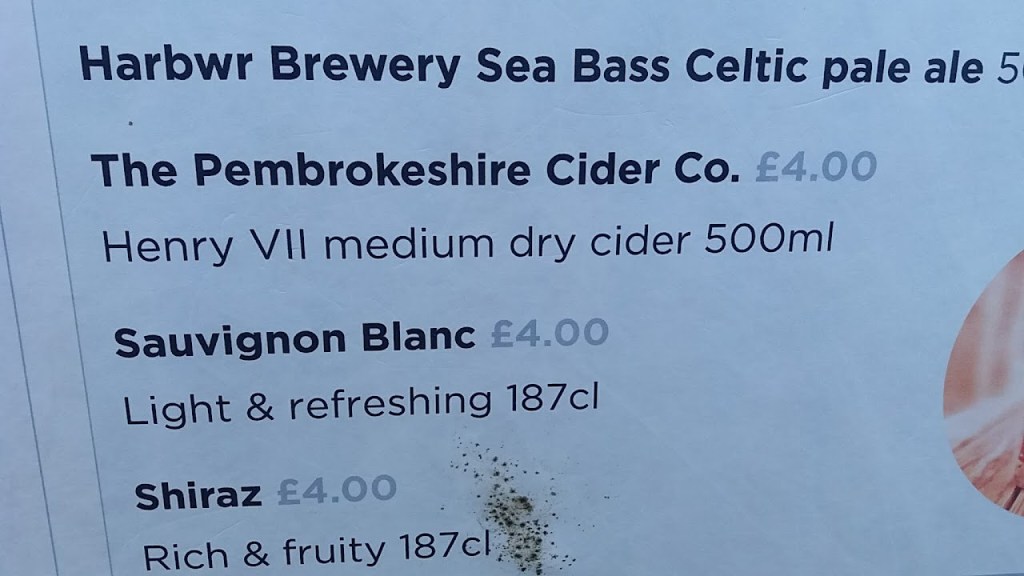 Harbwr Brewery Sea Bass Celtic pale ale
The Pembrokeshire Cider Co. £4.00
Henry VII medium dry cider 500ml
Sauvignon Blanc £4.00
Light & refreshing 187cl
Shiraz £4.00
Rich & fruity 187cl